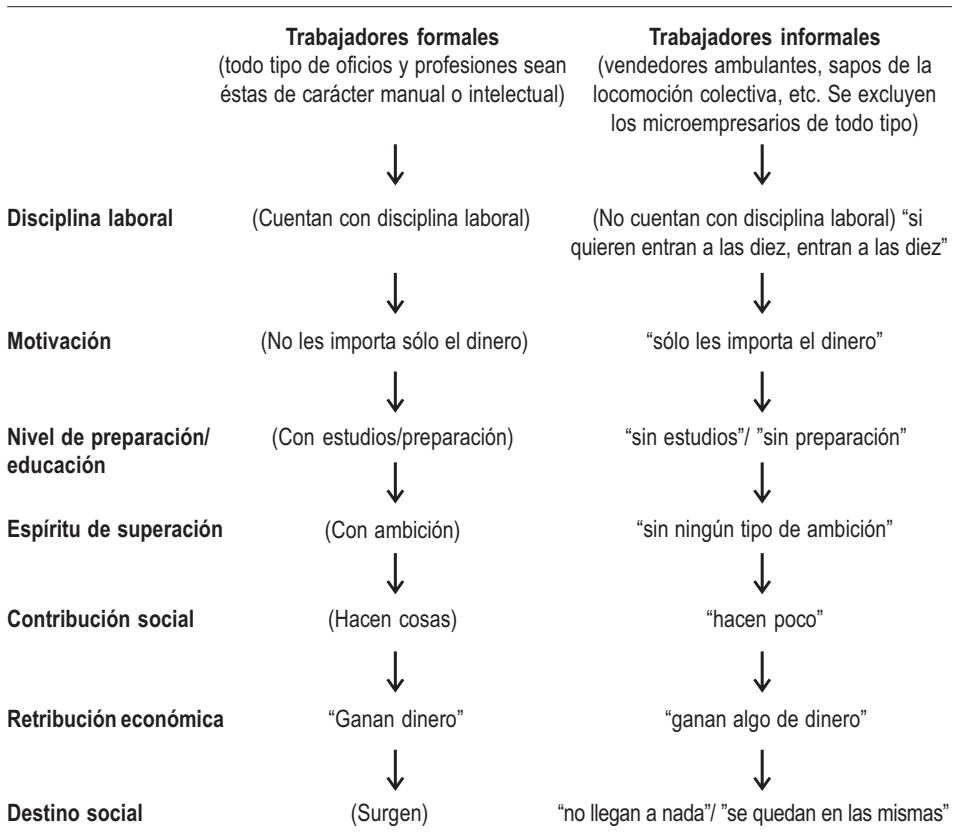 Trabajadores formales
(todo tipo de oficios y profesiones sean
éstas de carácter manual o intelectual)
Trabajadores informales
(vendedores ambulantes, sapos de la
locomoción colectiva, etc. Se excluyen
los microempresarios de todo tipo)
Disciplina laboral
(Cuentan con disciplina laboral)
(No cuentan con disciplina laboral) “si
quieren entran a las diez, entran a las diez”
Motivación
(No les importa sólo el dinero)
“sólo les importa el dinero”
Nivel de preparación/
educación
(Con estudios/preparación)
“sin estudios”/ ”sin preparación”
Espíritu de superación
(Con ambición)
“sin ningún tipo de ambición”
Contribución social
(Hacen cosas)
“hacen poco”
Retribución económica
“Ganan dinero”
“ganan algo de dinero”
Destino social
(Surgen)
“no llegan a nada”/ ”se quedan en las mismas”